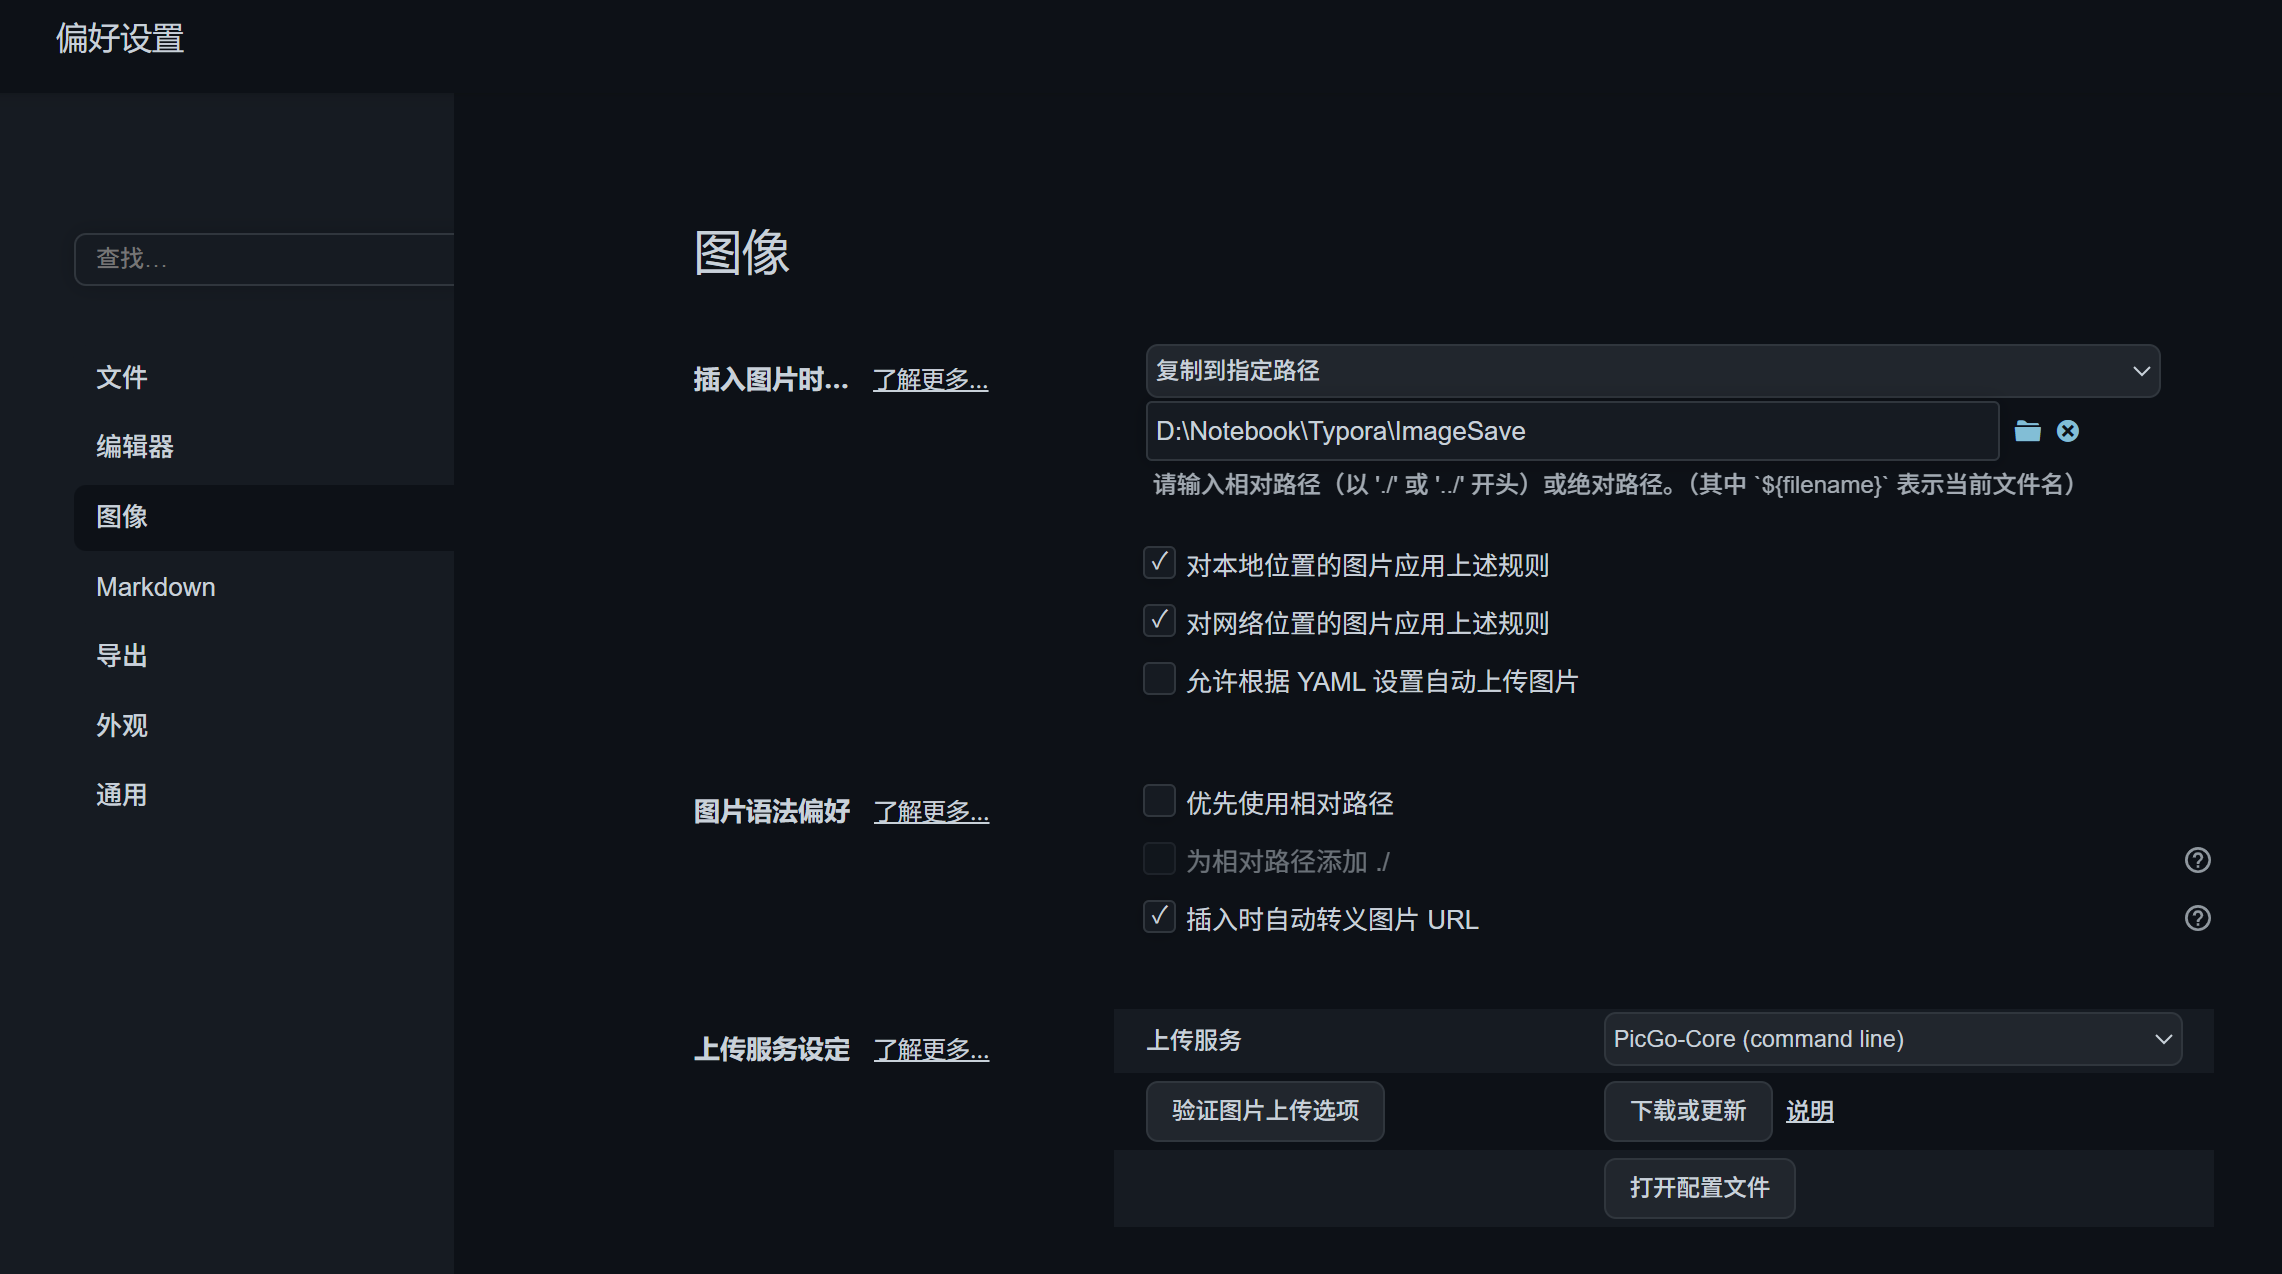 偏好设置
查找…
文件
编辑器
图像
Markdown
导出
外观
通用
图像
插入图片时... 了解更多...
复制到指定路径
D:\Notebook\Typora\ImageSave
请输入相对路径（以 './' 或 '../' 开头）或绝对路径。（其中 `${filename}` 表示当前文件名）
对本地位置的图片应用上述规则
对网络位置的图片应用上述规则
允许根据 YAML 设置自动上传图片
图片语法偏好 了解更多...
优先使用相对路径
为相对路径添加 ./
插入时自动转义图片 URL
上传服务设定 了解更多...
上传服务 PicGo-Core (command line)
验证图片上传选项 下载或更新 说明
打开配置文件